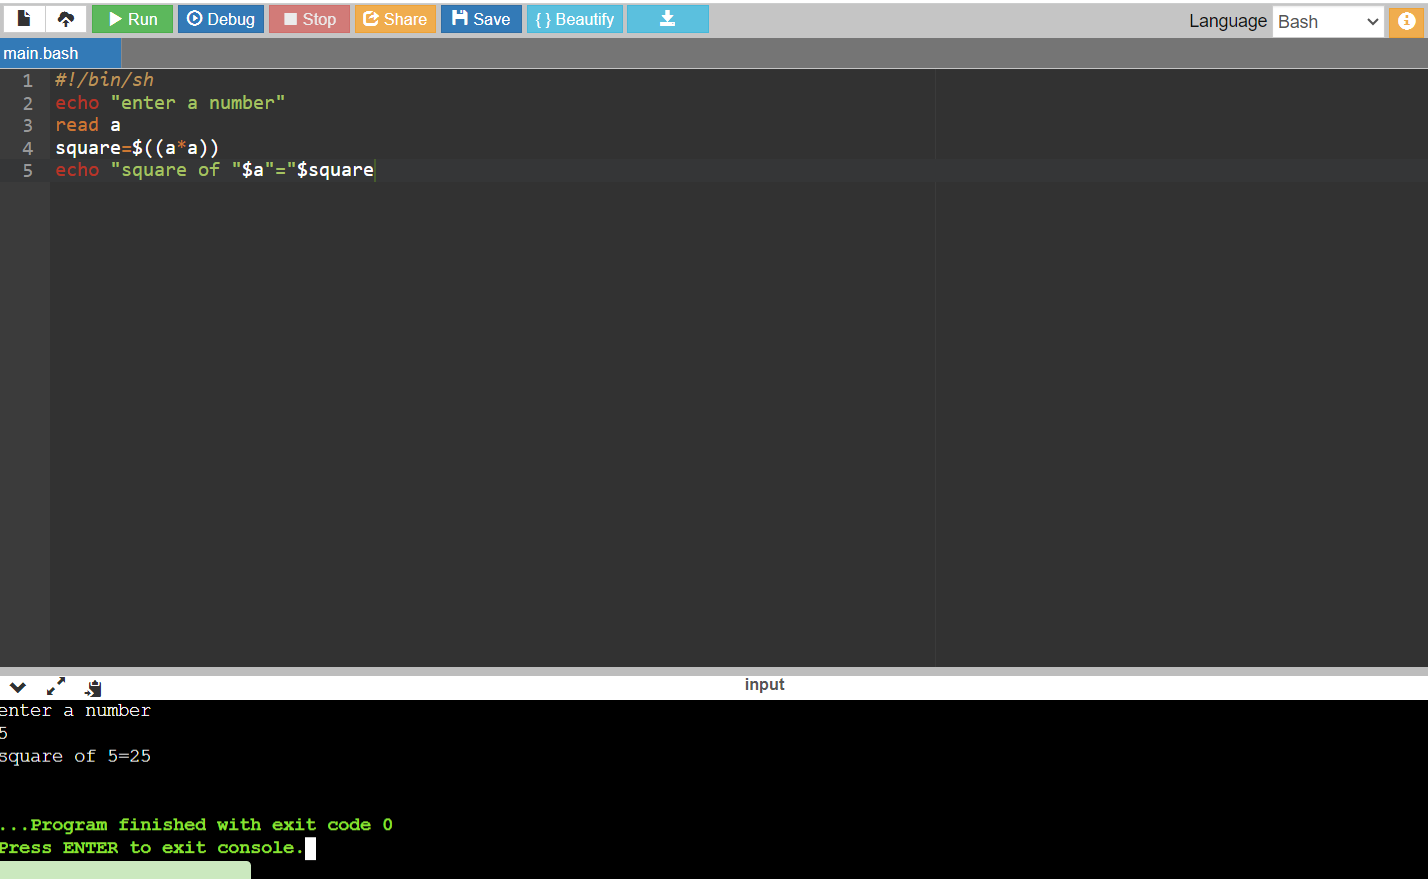 Run Debug Stop Share Save { } Beautify Language Bash
main.bash
1 #!/bin/sh
2 echo "enter a number"
3 read a
4 square=$((a*a))
5 echo "square of "$a"="$square
input
enter a number
5
square of 5=25
...Program finished with exit code 0
Press ENTER to exit console.